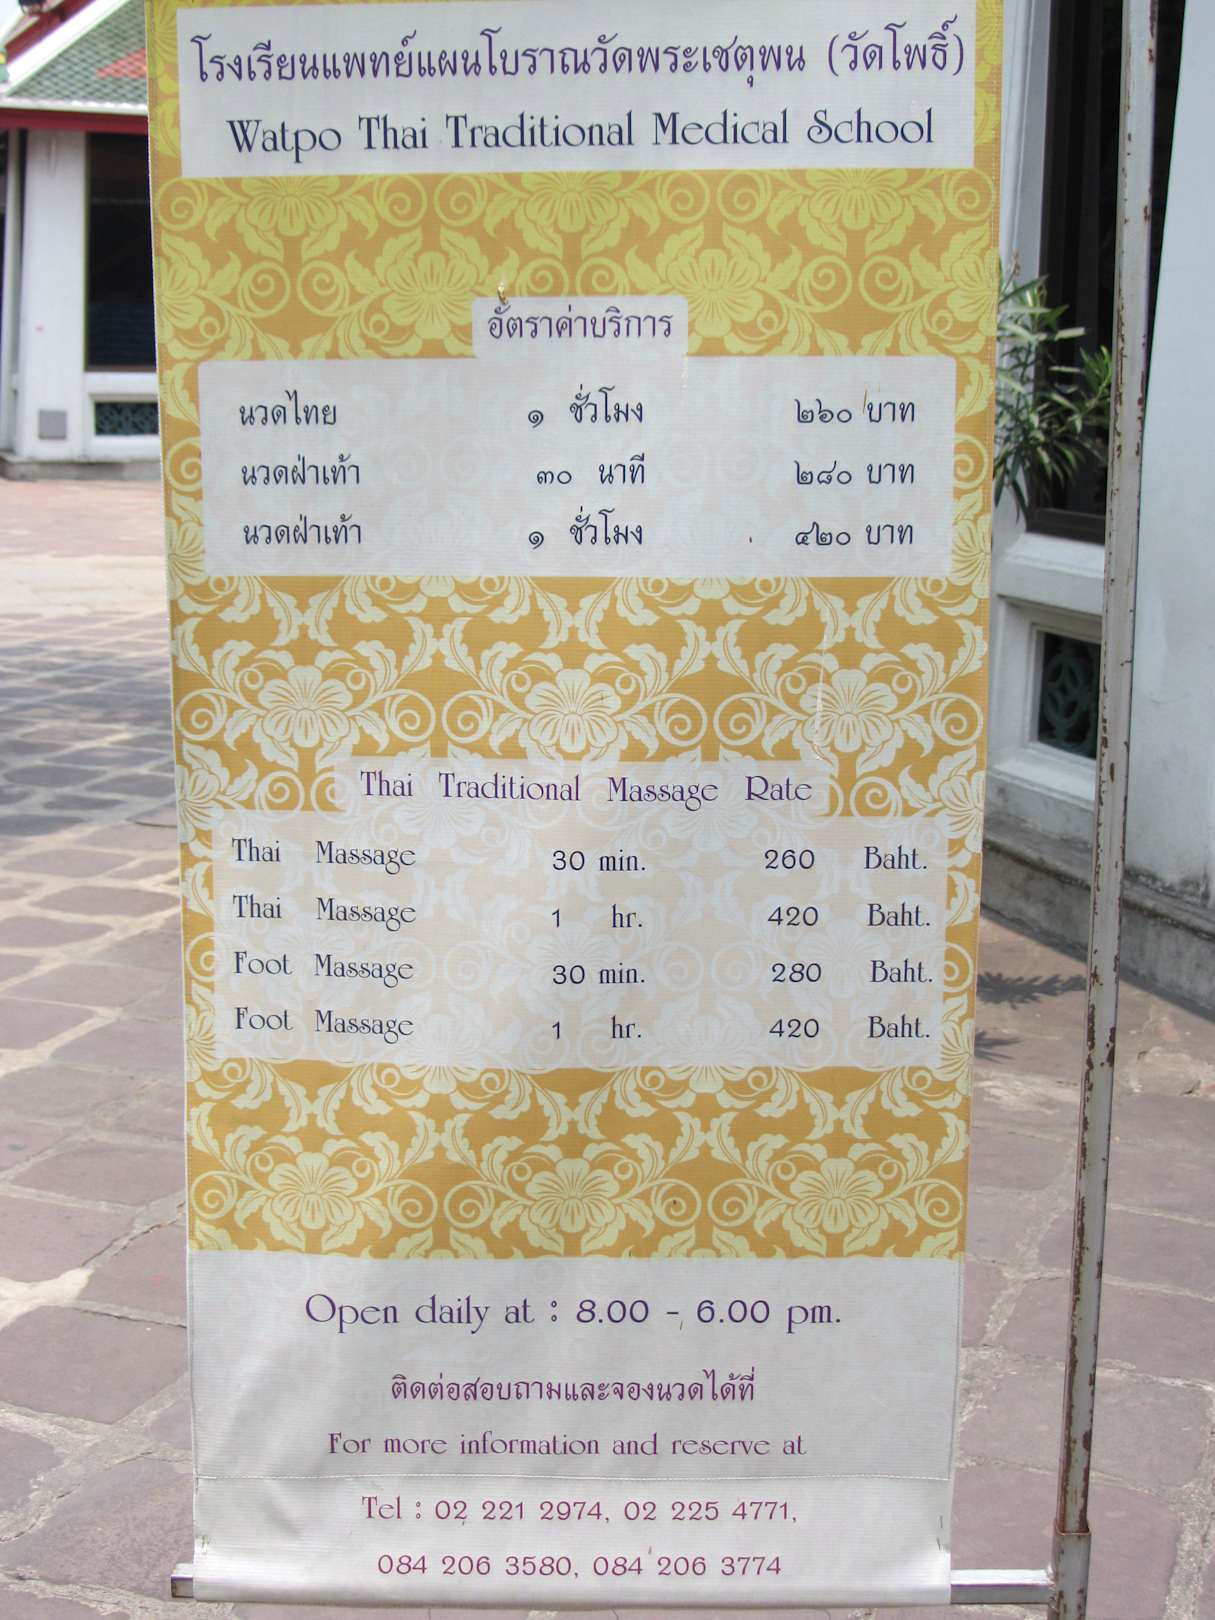 โรงเรียนแพทย์แผนโบราณวัดพระเชตุพน (วัดโพธิ์)
Watpo Thai Traditional Medical School
อัตราค่าบริการ
นวดไทย ๑ ชั่วโมง ๒๖๐ บาท
นวดฝ่าเท้า ๓๐ นาที ๒๘๐ บาท
นวดฝ่าเท้า ๑ ชั่วโมง ๔๒๐ บาท
Thai Traditional Massage Rate
Thai Massage 30 min. 260 Baht.
Thai Massage 1 hr. 420 Baht.
Foot Massage 30 min. 280 Baht.
Foot Massage 1 hr. 420 Baht.
Open daily at : 8.00 - 6.00 pm.
ติดต่อสอบถามและจองนวดได้ที่
For more information and reserve at
Tel : 02 221 2974, 02 225 4771,
084 206 3580, 084 206 3774